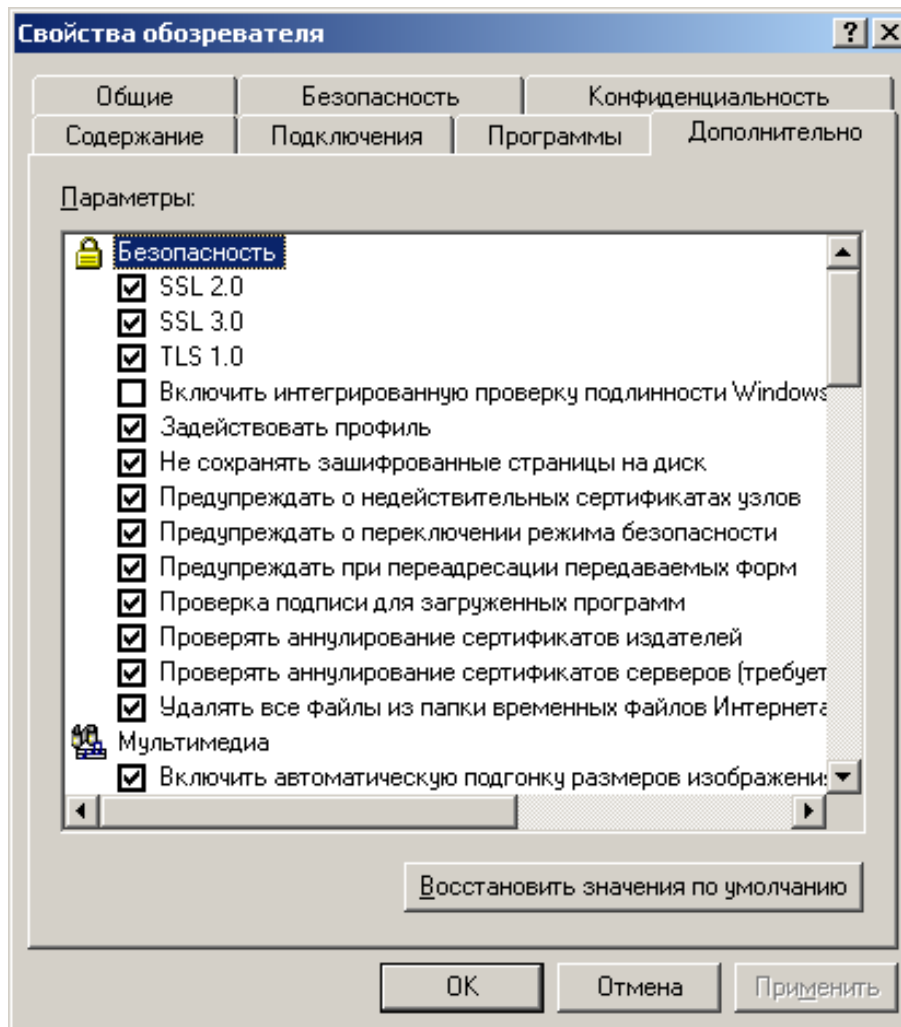 Свойства обозревателя
Общие Безопасность Конфиденциальность
Содержание Подключения Программы Дополнительно
Параметры:
Безопасность
SSL 2.0
SSL 3.0
TLS 1.0
Включить интегрированную проверку подлинности Windows
Задействовать профиль
Не сохранять зашифрованные страницы на диск
Предупреждать о недействительных сертификатах узлов
Предупреждать о переключении режима безопасности
Предупреждать при переадресации передаваемых форм
Проверка подписи для загруженных программ
Проверять аннулирование сертификатов издателей
Проверять аннулирование сертификатов серверов (требует
Удалять все файлы из папки временных файлов Интернета
Мультимедиа
Включить автоматическую подгонку размеров изображени
Восстановить значения по умолчанию
OK Отмена Применить